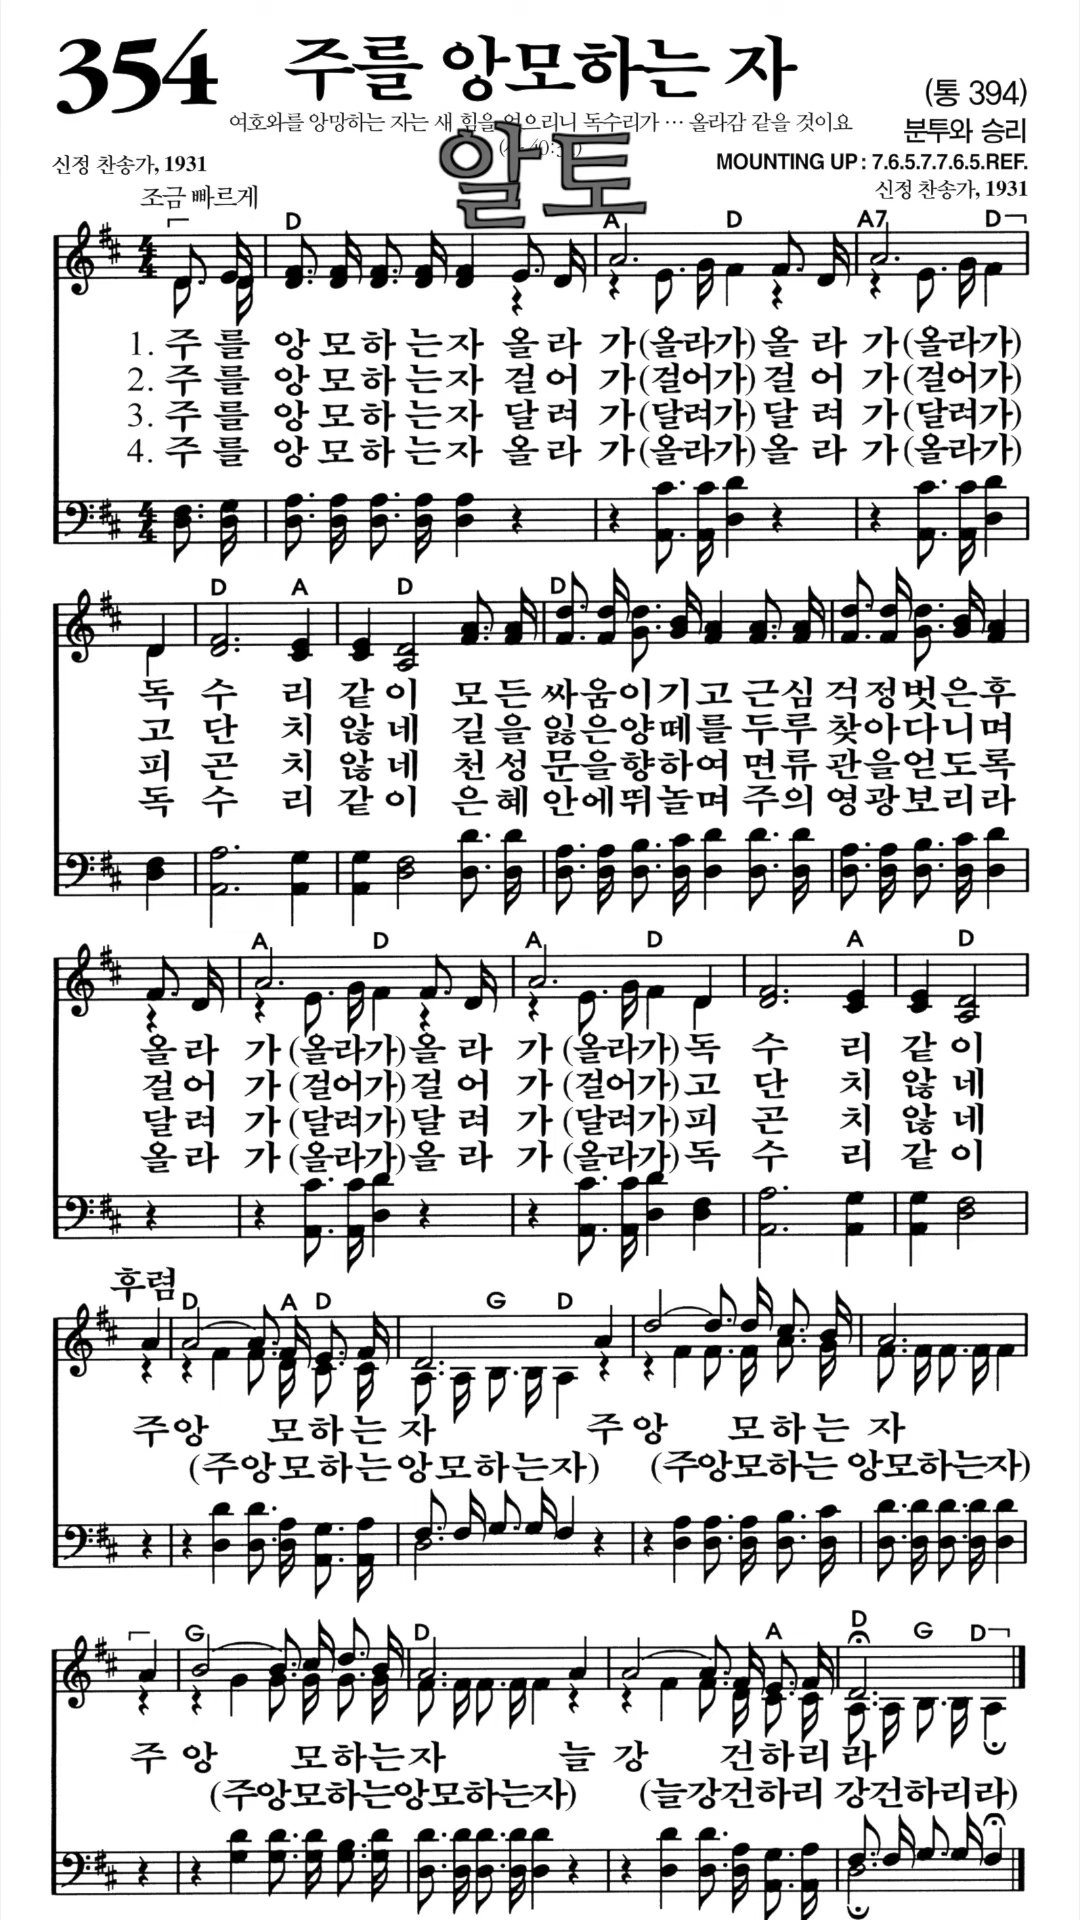 354 주를 앙모하는 자
(통 394)
여호와를 앙망하는 자는 새 힘을 얻으리니 독수리가 … 올라감 같을 것이요
분투와 승리
알토
신정 찬송가, 1931
MOUNTING UP : 7.6.5.7.7.6.5.REF.
조금 빠르게
신정 찬송가, 1931
D A D A7 D
1. 주 를 앙 모 하 는 자 올 라 가 (올라가) 올 라 가 (올라가)
2. 주 를 앙 모 하 는 자 걸 어 가 (걸어가) 걸 어 가 (걸어가)
3. 주 를 앙 모 하 는 자 달 려 가 (달려가) 달 려 가 (달려가)
4. 주 를 앙 모 하 는 자 올 라 가 (올라가) 올 라 가 (올라가)
D A D D
독 수 리 같 이 모 든 싸 움 이 기 고 근 심 걱 정 벗 은 후
고 단 치 않 네 길 을 잃 은 양 떼 를 두 루 찾 아 다 니 며
피 곤 치 않 네 천 성 문 을 향 하 여 면 류 관 을 얻 도 록
독 수 리 같 이 은 혜 안 에 뛰 놀 며 주 의 영 광 보 리 라
A D A D A D
올 라 가 (올라가) 올 라 가 (올라가) 독 수 리 같 이
걸 어 가 (걸어가) 걸 어 가 (걸어가) 고 단 치 않 네
달 려 가 (달려가) 달 려 가 (달려가) 피 곤 치 않 네
올 라 가 (올라가) 올 라 가 (올라가) 독 수 리 같 이
후렴
D A D G D
주 앙 모 하 는 자 주 앙 모 하 는 자
(주앙모하는앙모하는자) (주앙모하는 앙모하는자)
G D A D G D
주 앙 모하는자 늘 강 건하리 라
(주앙모하는앙모하는자) (늘강건하리 강건하리라)